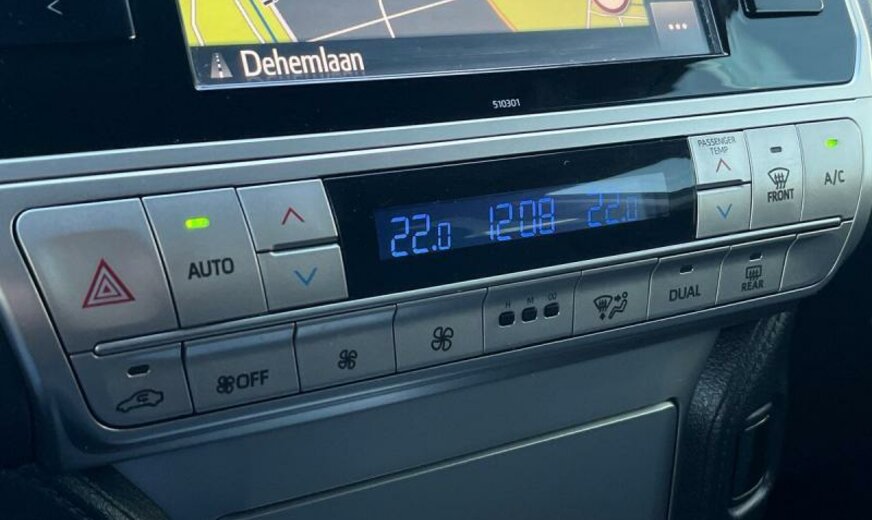 Dehemlaan
510301
PASSENGER
TEMP
22.0 12:08 22.0
AUTO
FRONT
A/C
H M
DUAL
REAR
OFF